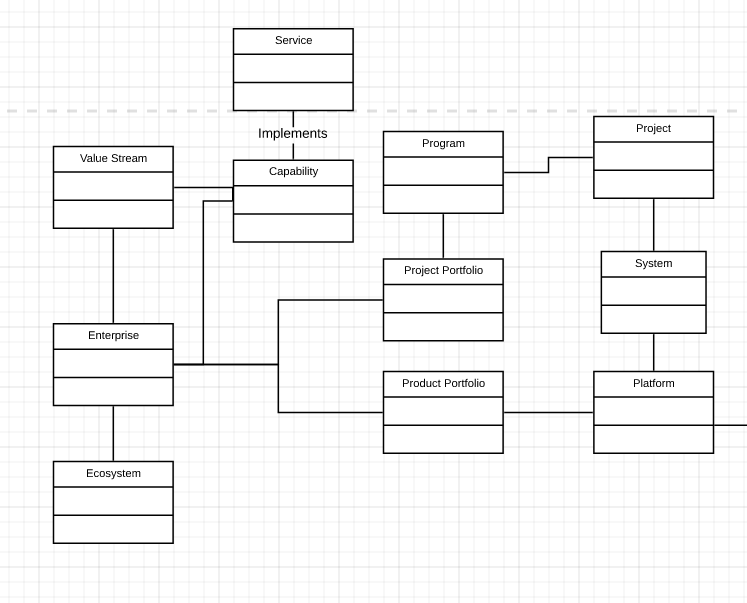 Service
Implements
Project
Program
Value Stream
Capability
System
Project Portfolio
Enterprise
Product Portfolio
Platform
Ecosystem